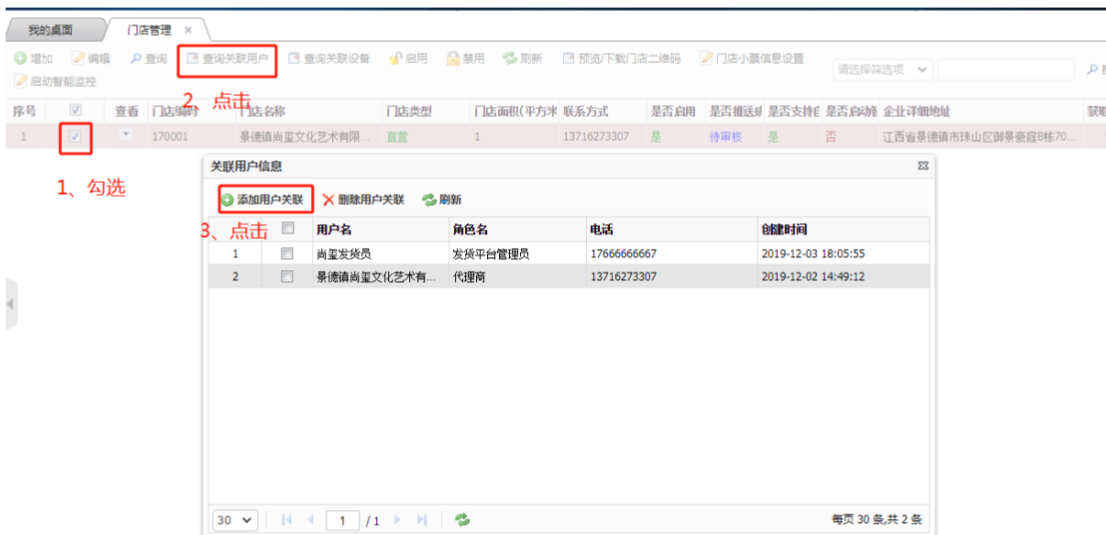 我的桌面 门店管理 ×
增加 编辑 查询 查询关联用户 查询关联设备 启用 禁用 刷新 预览/下载门店二维码 门店小票信息设置 请选择筛选项
启动智能监控
2、点击
序号 查看 门店编码 门店名称 门店类型 门店面积(平方米 联系方式 是否启用 是否推送成 是否支持自 是否启动智 企业详细地址 获取
1 170001 景德镇尚玺文化艺术有限... 直营 1 13716273307 是 待审核 是 否 江西省景德镇市珠山区御景豪庭B栋70...
1、勾选
关联用户信息
添加用户关联 删除用户关联 刷新
3、点击
用户名 角色名 电话 创建时间
1 尚玺发货员 发货平台管理员 17666666667 2019-12-03 18:05:55
2 景德镇尚玺文化艺术有... 代理商 13716273307 2019-12-02 14:49:12
30 1 /1 每页 30 条,共 2 条